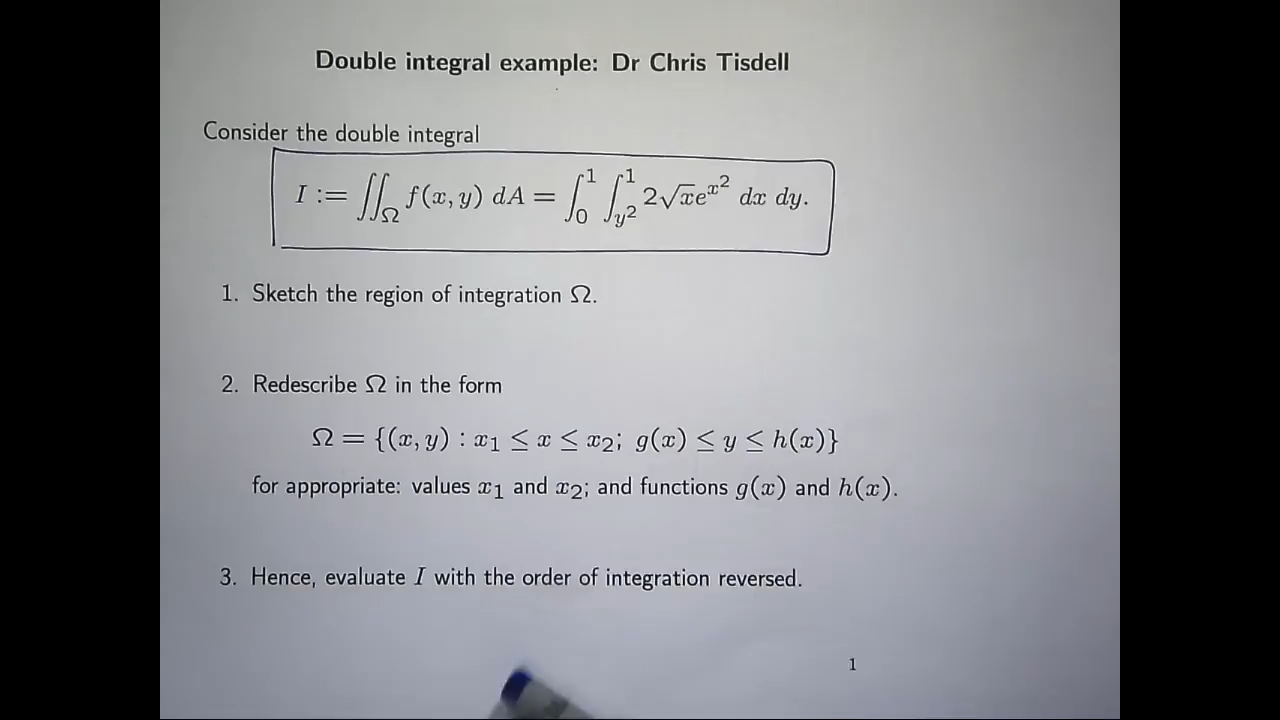 Double integral example: Dr Chris Tisdell
Consider the double integral
I := ∬_Ω f(x, y) dA = ∫_0^1 ∫_{y^2}^1 2√x e^{x^2} dx dy.
1. Sketch the region of integration Ω.
2. Redescribe Ω in the form
Ω = {(x, y) : x_1 ≤ x ≤ x_2; g(x) ≤ y ≤ h(x)}
for appropriate: values x_1 and x_2; and functions g(x) and h(x).
3. Hence, evaluate I with the order of integration reversed.
1